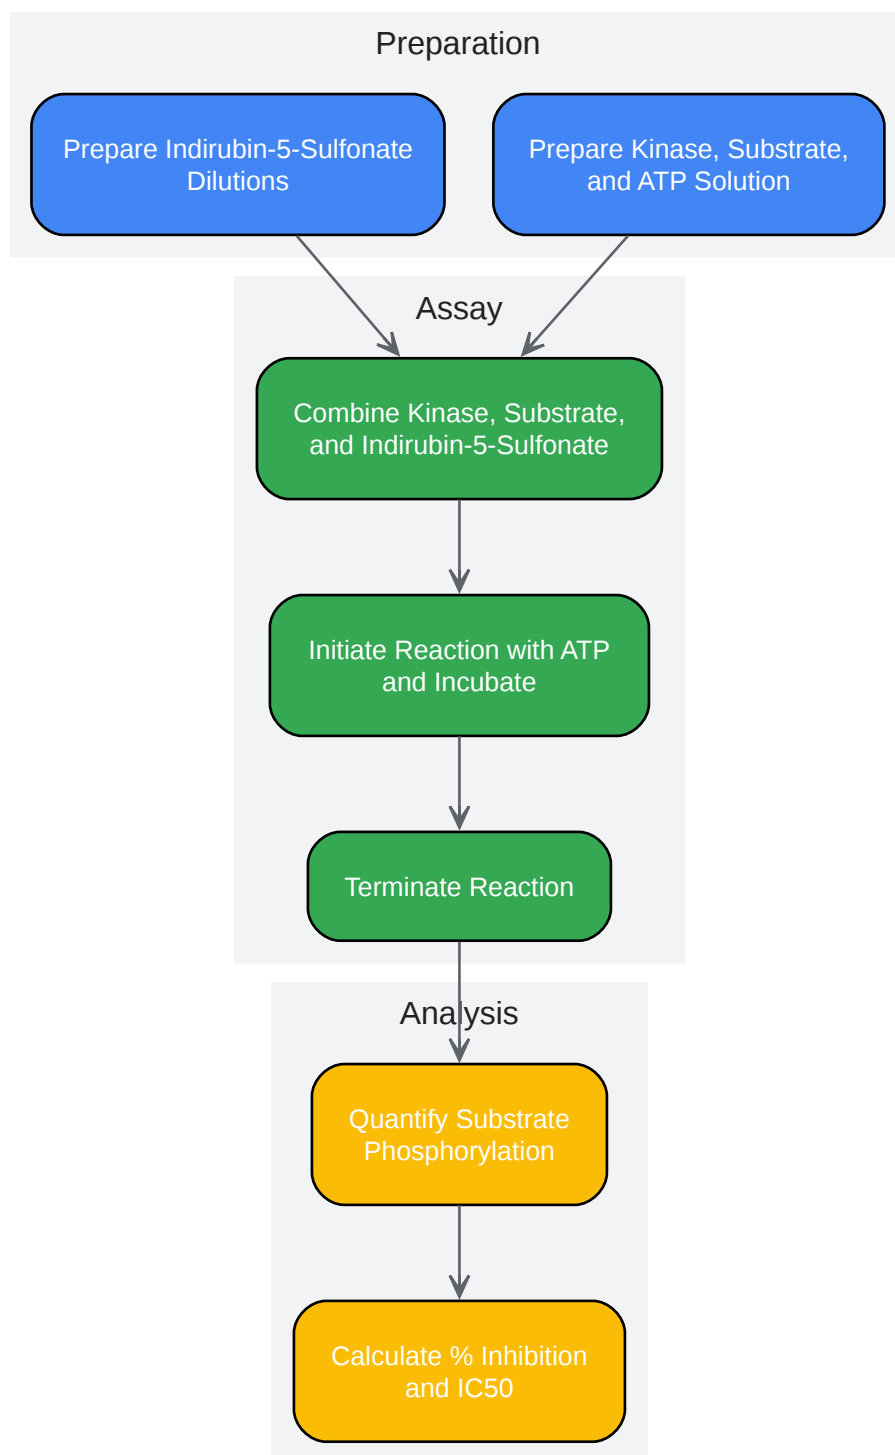 Preparation
Prepare Indirubin-5-Sulfonate
Dilutions
Prepare Kinase, Substrate,
and ATP Solution
Assay
Combine Kinase, Substrate,
and Indirubin-5-Sulfonate
Initiate Reaction with ATP
and Incubate
Terminate Reaction
Analysis
Quantify Substrate
Phosphorylation
Calculate % Inhibition
and IC50